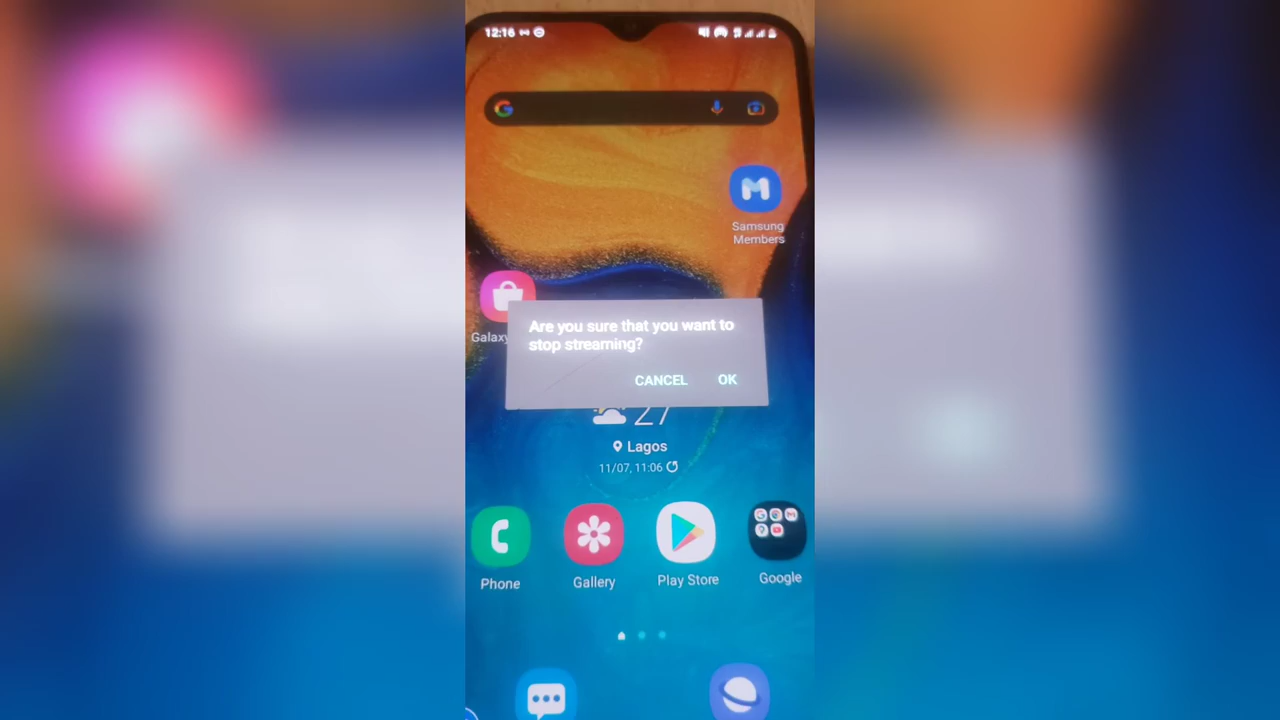 12:16
Samsung
Members
Galaxy
Are you sure that you want to
stop streaming?
CANCEL OK
27
Lagos
11/07, 11:06
Phone Gallery Play Store Google